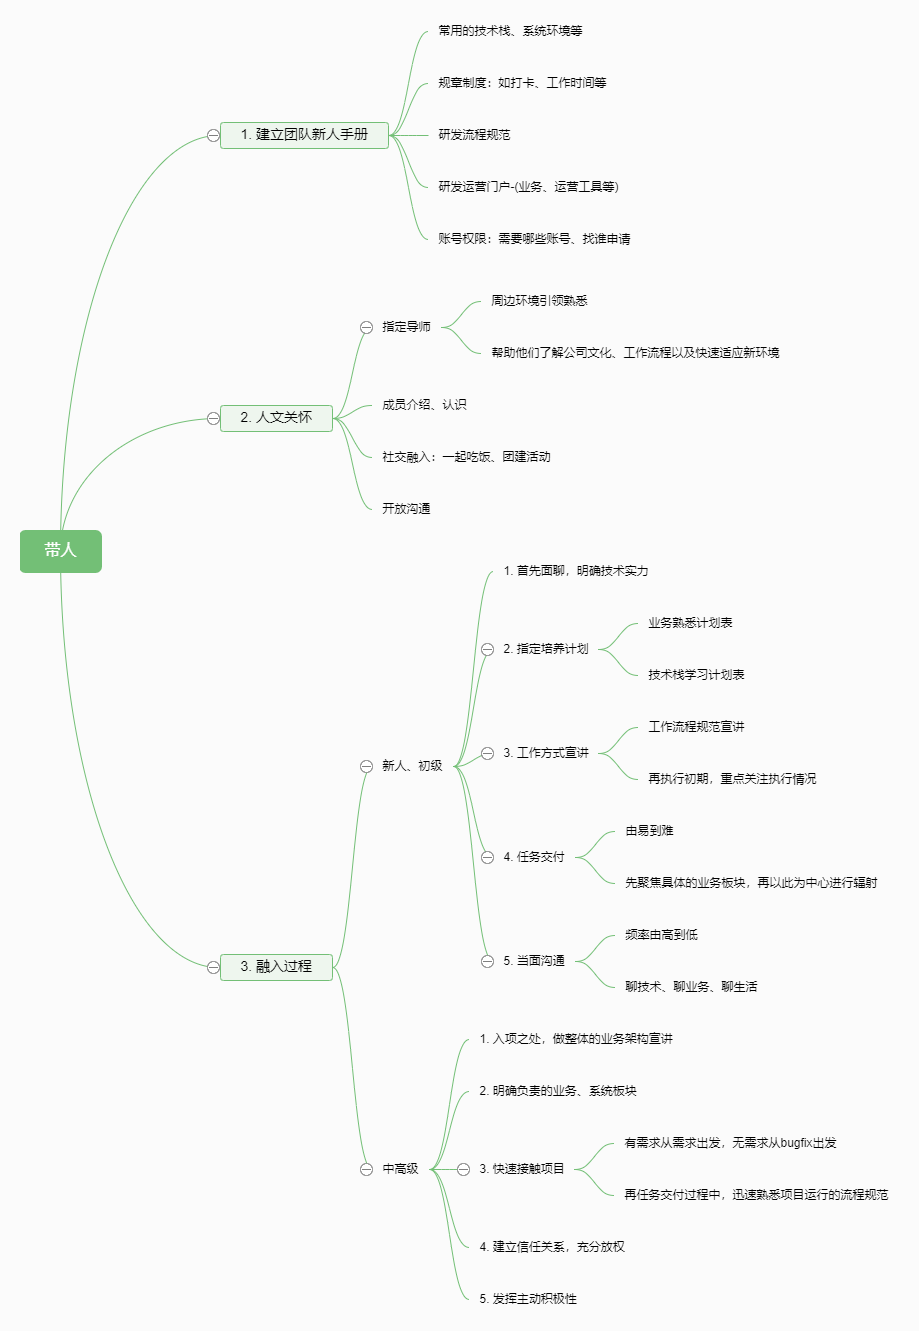 带人
1. 建立团队新人手册
常用的技术栈、系统环境等
规章制度：如打卡、工作时间等
研发流程规范
研发运营门户-(业务、运营工具等)
账号权限：需要哪些账号、找谁申请
2. 人文关怀
指定导师
周边环境引领熟悉
帮助他们了解公司文化、工作流程以及快速适应新环境
成员介绍、认识
社交融入：一起吃饭、团建活动
开放沟通
3. 融入过程
新人、初级
1. 首先面聊，明确技术实力
2. 指定培养计划
业务熟悉计划表
技术栈学习计划表
3. 工作方式宣讲
工作流程规范宣讲
再执行初期，重点关注执行情况
4. 任务交付
由易到难
先聚焦具体的业务板块，再以此为中心进行辐射
5. 当面沟通
频率由高到低
聊技术、聊业务、聊生活
中高级
1. 入项之处，做整体的业务架构宣讲
2. 明确负责的业务、系统板块
3. 快速接触项目
有需求从需求出发，无需求从bugfix出发
再任务交付过程中，迅速熟悉项目运行的流程规范
4. 建立信任关系，充分放权
5. 发挥主动积极性